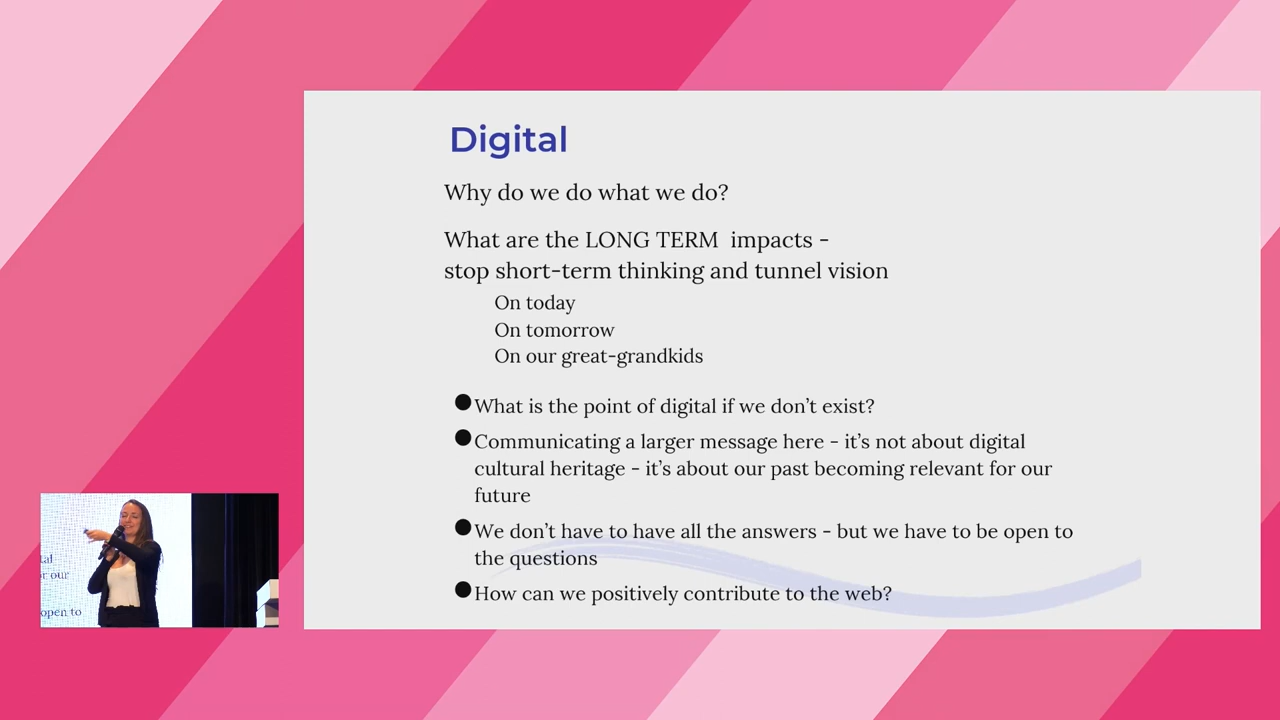 Digital
Why do we do what we do?
What are the LONG TERM impacts -
stop short-term thinking and tunnel vision
On today
On tomorrow
On our great-grandkids
What is the point of digital if we don’t exist?
Communicating a larger message here - it’s not about digital
cultural heritage - it’s about our past becoming relevant for our
future
We don’t have to have all the answers - but we have to be open to
the questions
How can we positively contribute to the web?
tal
r our
open to